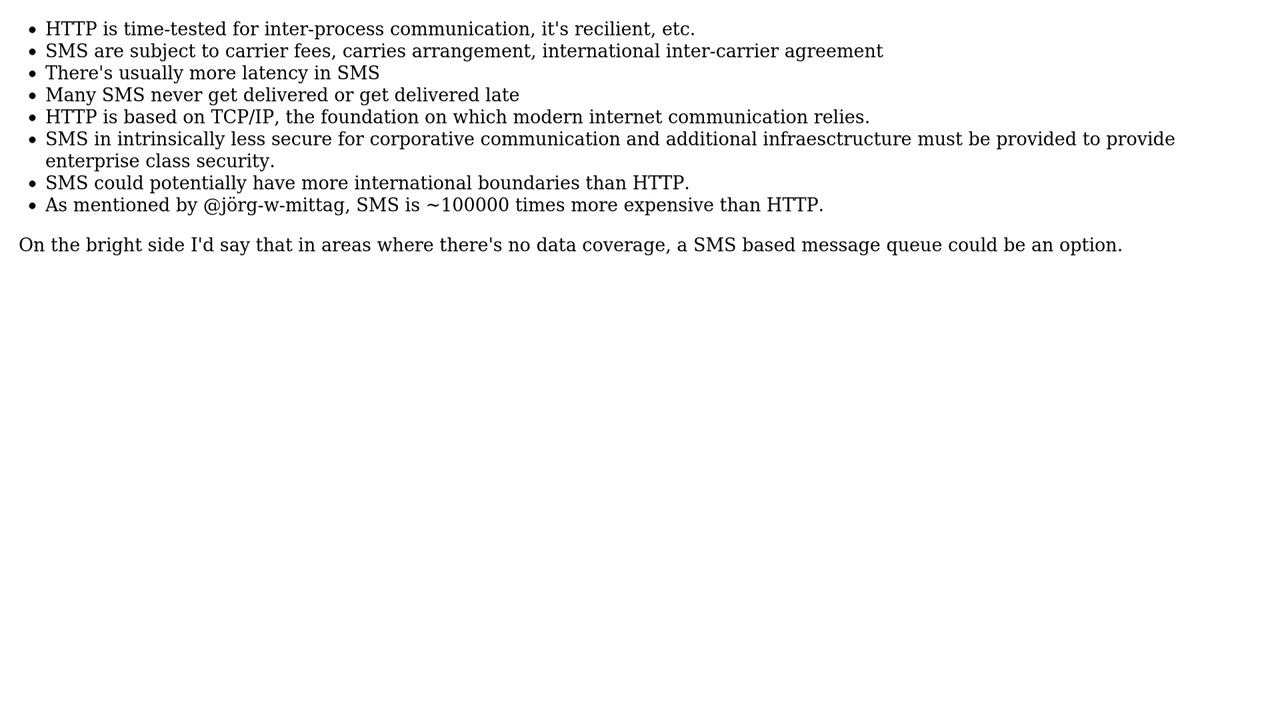 • HTTP is time-tested for inter-process communication, it's recilient, etc.
• SMS are subject to carrier fees, carries arrangement, international inter-carrier agreement
• There's usually more latency in SMS
• Many SMS never get delivered or get delivered late
• HTTP is based on TCP/IP, the foundation on which modern internet communication relies.
• SMS in intrinsically less secure for corporative communication and additional infraesctructure must be provided to provide
enterprise class security.
• SMS could potentially have more international boundaries than HTTP.
• As mentioned by @jörg-w-mittag, SMS is ~100000 times more expensive than HTTP.
On the bright side I'd say that in areas where there's no data coverage, a SMS based message queue could be an option.